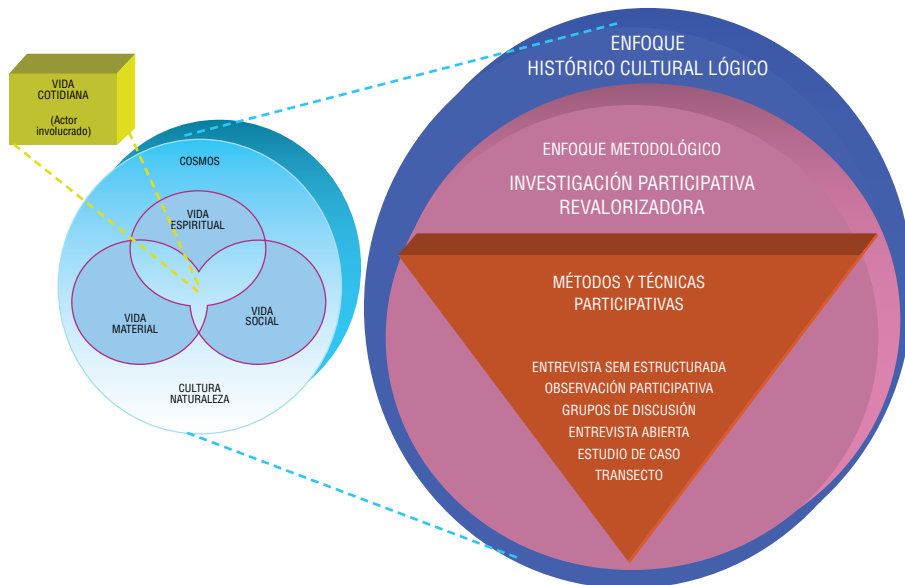 VIDA
COTIDIANA
(Actor
involucrado)
COSMOS
VIDA
ESPIRITUAL
VIDA
MATERIAL
VIDA
SOCIAL
CULTURA
NATURALEZA
ENFOQUE
HISTÓRICO CULTURAL LÓGICO
ENFOQUE METODOLÓGICO
INVESTIGACIÓN PARTICIPATIVA
REVALORIZADORA
MÉTODOS Y TÉCNICAS
PARTICIPATIVAS
ENTREVISTA SEM ESTRUCTURADA
OBSERVACIÓN PARTICIPATIVA
GRUPOS DE DISCUSIÓN
ENTREVISTA ABIERTA
ESTUDIO DE CASO
TRANSECTO